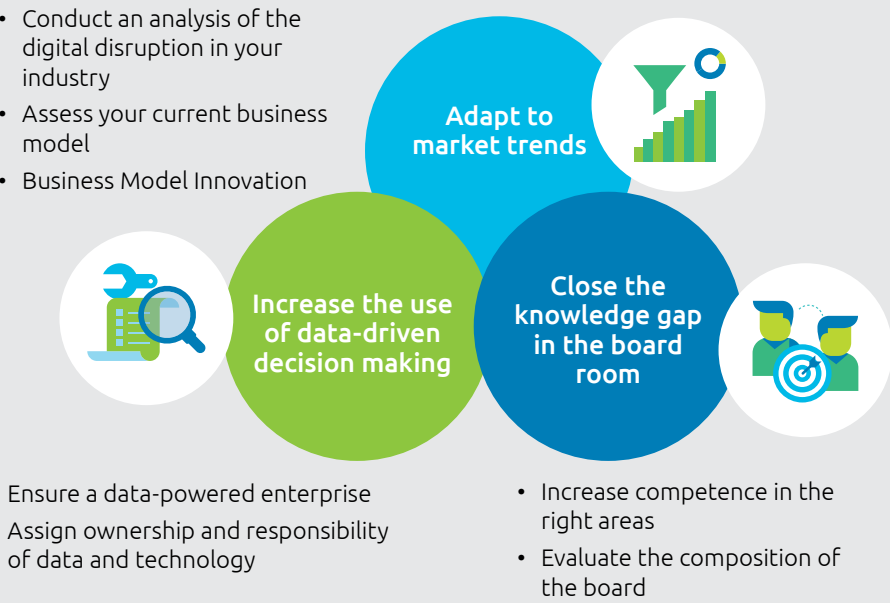 • Conduct an analysis of the
digital disruption in your
industry
• Assess your current business
model
• Business Model Innovation
Adapt to
market trends
Increase the use
of data-driven
decision making
Close the
knowledge gap
in the board
room
Ensure a data-powered enterprise
Assign ownership and responsibility
of data and technology
• Increase competence in the
right areas
• Evaluate the composition of
the board